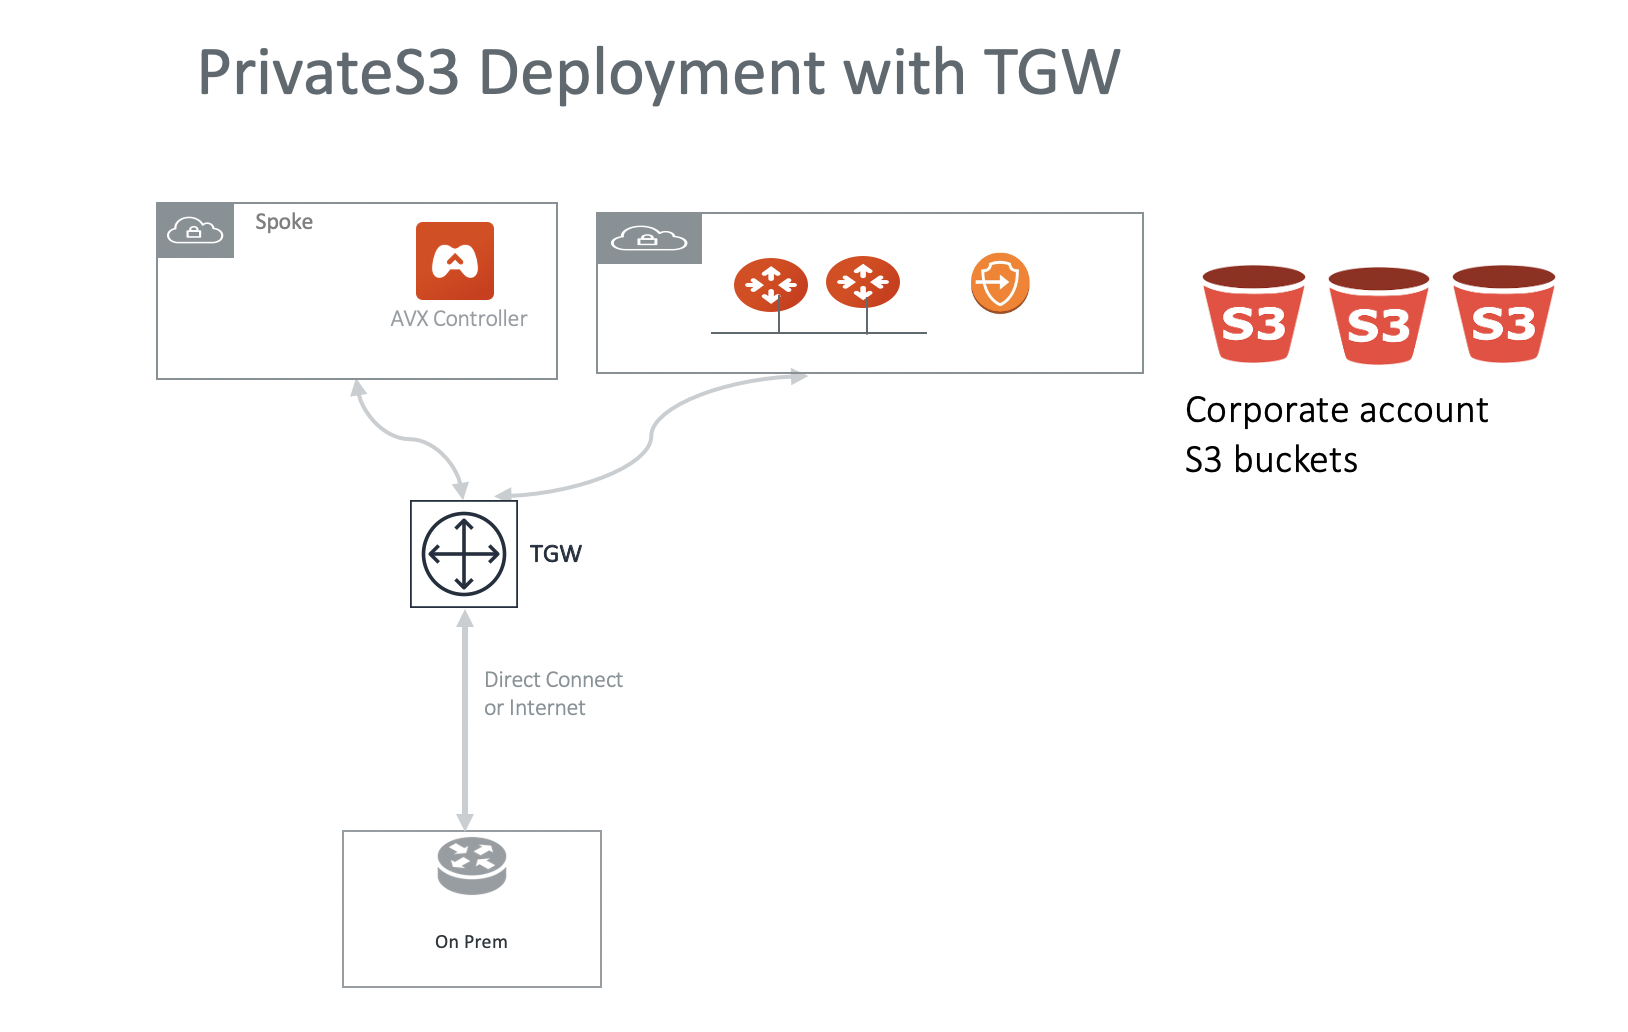 PrivateS3 Deployment with TGW
Spoke
AVX Controller
S3
S3
S3
Corporate account
S3 buckets
TGW
Direct Connect
or Internet
On Prem